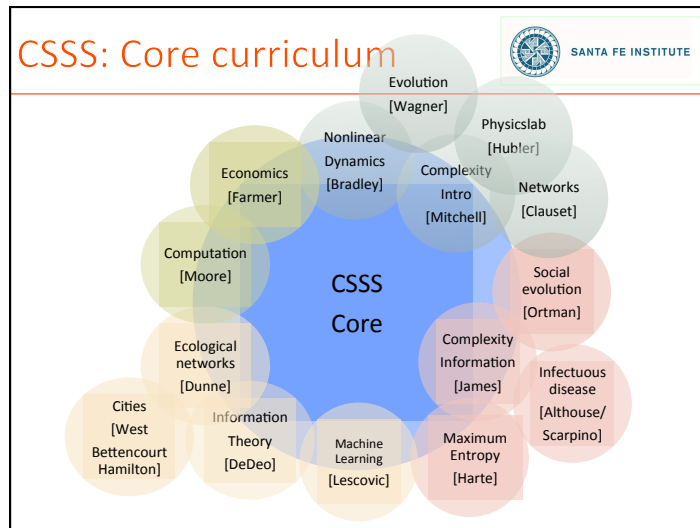 CSSS: Core curriculum
SANTA FE INSTITUTE
Evolution
[Wagner]
Physicslab
[Hubler]
Nonlinear
Dynamics
[Bradley]
Complexity
Intro
[Mitchell]
Economics
[Farmer]
Networks
[Clauset]
Computation
[Moore]
CSSS
Core
Social
evolution
[Ortman]
Ecological
networks
[Dunne]
Complexity
Information
[James]
Infectuous
disease
[Althouse/
Scarpino]
Cities
[West
Bettencourt
Hamilton]
Information
Theory
[DeDeo]
Machine
Learning
[Lescovic]
Maximum
Entropy
[Harte]